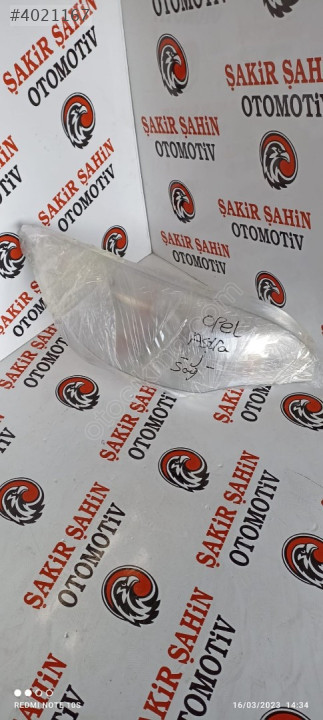 #4021167
ŞAKİR ŞAHİN
OTOMOTİV
ŞAKİR ŞAHİN
OTOMOTİV
ŞAKİR ŞAHİN
OTOMOTİV
ŞAKİR ŞAHİN
OTOMOTİV
OPEL
Astra
J
Sağ -
ŞAKİR ŞAHİN
OTOMOTİV
ŞAKİR ŞAHİN
OTOMOTİV
ŞAKİR ŞAHİN
OTOMOTİV
ŞAKİR ŞAHİN
OTOMOTİV
REDMI NOTE 10S
16/03/2023 14:34